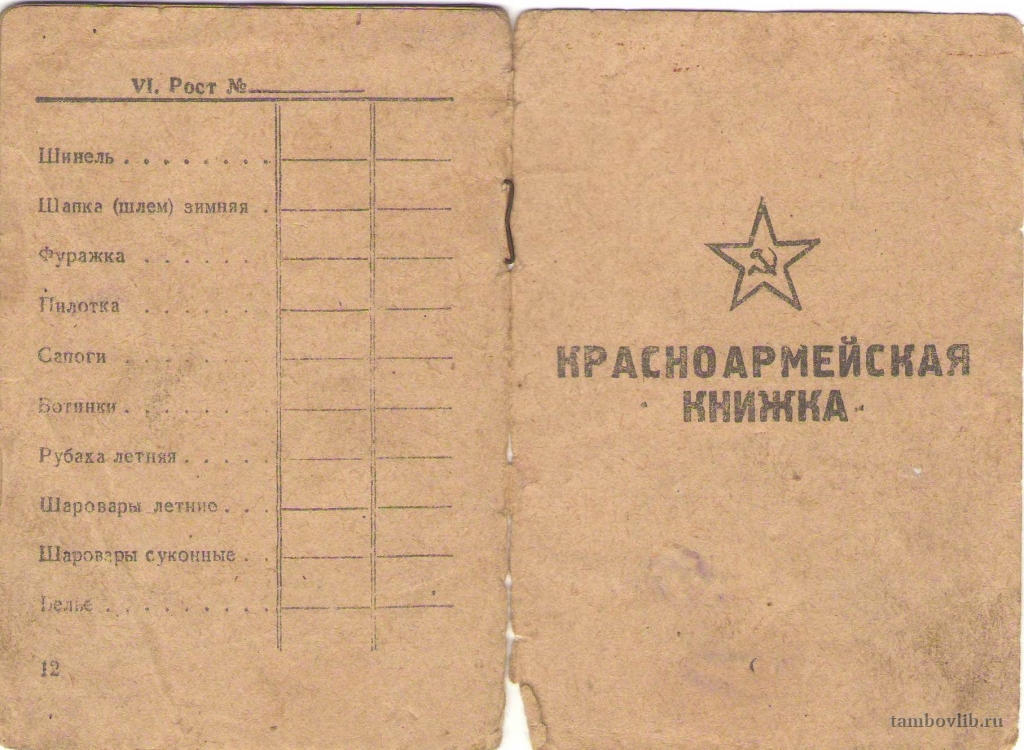 VI. Рост №
Шинель . . . . . . . .
Шапка (шлем) зимняя .
Фуражка . . . . . .
Пилотка . . . . . .
Сапоги . . . . . . .
Ботинки . . . . . . .
Рубаха летняя . . . . .
Шаровары летние . . .
Шаровары суконные . .
Белье . . . . . . . . .
12
КРАСНОАРМЕЙСКАЯ
КНИЖКА
tambovlib.ru